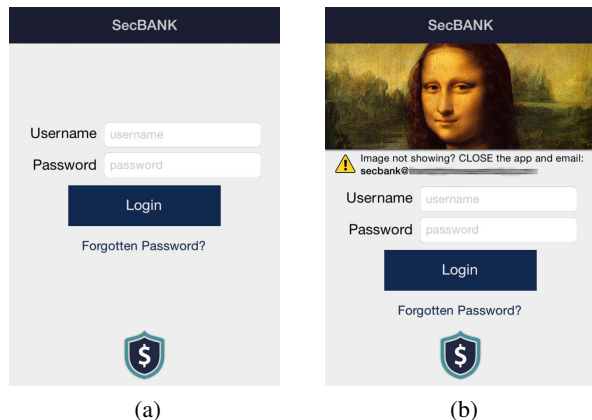 SecBANK
Username username
Password password
Login
Forgotten Password?
$
(a)
SecBANK
Image not showing? CLOSE the app and email:
secbank@
Username username
Password password
Login
Forgotten Password?
$
(b)